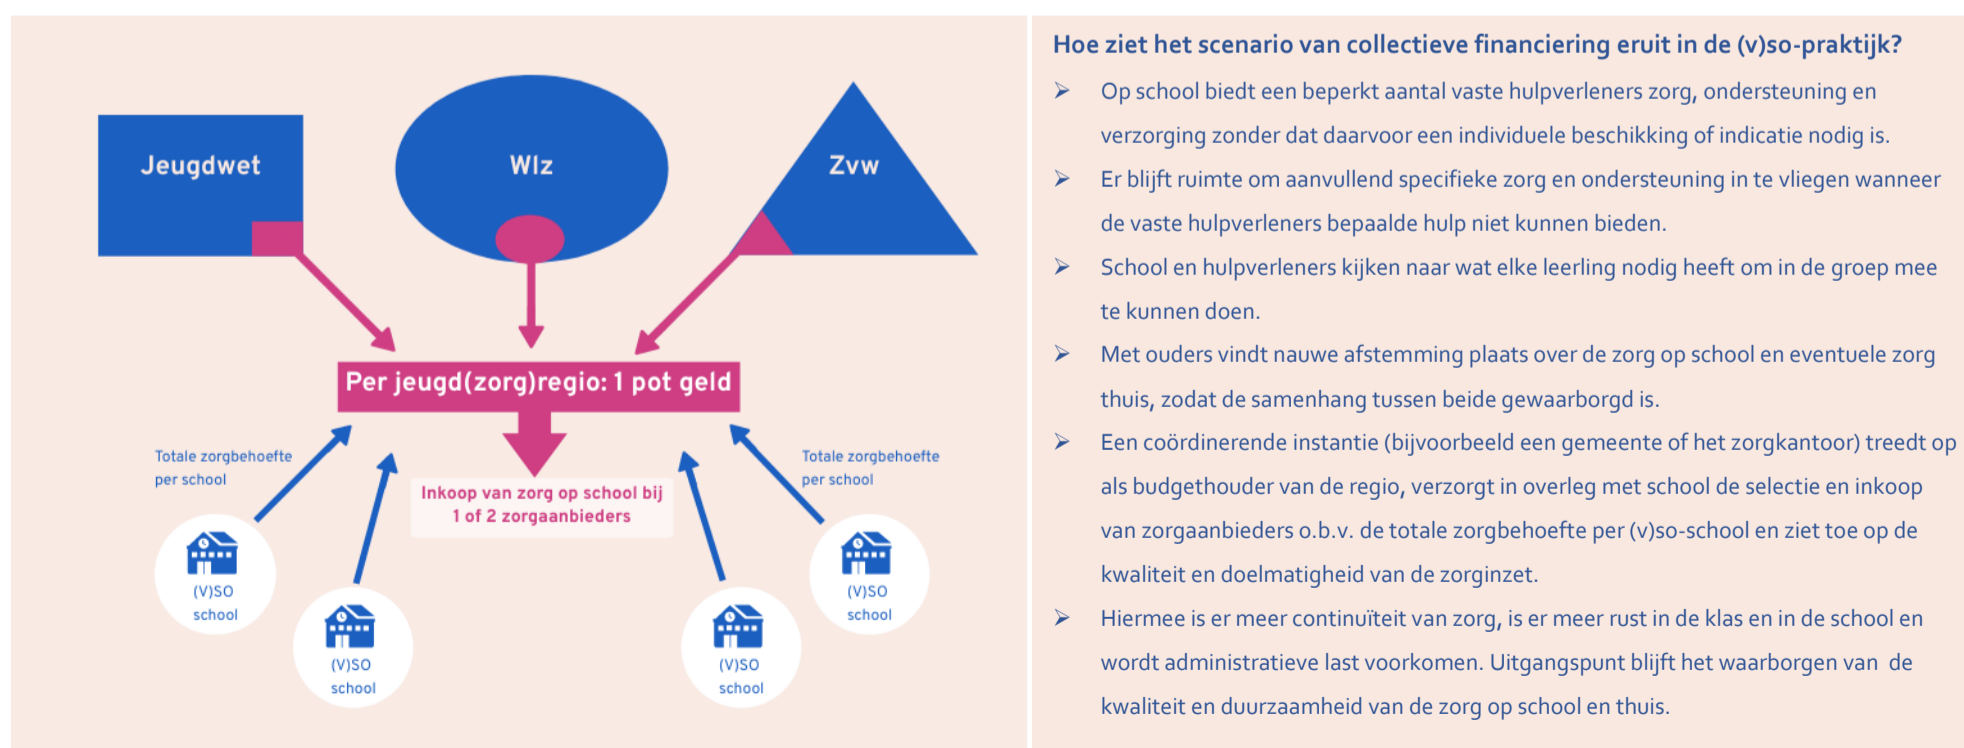 Jeugdwet
Wlz
Zvw
Per jeugd(zorg)regio: 1 pot geld
Totale zorgbehoefte
per school
Totale zorgbehoefte
per school
Inkoop van zorg op school bij
1 of 2 zorgaanbieders
(V)SO
school
(V)SO
school
(V)SO
school
(V)SO
school
Hoe ziet het scenario van collectieve financiering eruit in de (v)so-praktijk?
➢ Op school biedt een beperkt aantal vaste hulpverleners zorg, ondersteuning en
verzorging zonder dat daarvoor een individuele beschikking of indicatie nodig is.
➢ Er blijft ruimte om aanvullend specifieke zorg en ondersteuning in te vliegen wanneer
de vaste hulpverleners bepaalde hulp niet kunnen bieden.
➢ School en hulpverleners kijken naar wat elke leerling nodig heeft om in de groep mee
te kunnen doen.
➢ Met ouders vindt nauwe afstemming plaats over de zorg op school en eventuele zorg
thuis, zodat de samenhang tussen beide gewaarborgd is.
➢ Een coördinerende instantie (bijvoorbeeld een gemeente of het zorgkantoor) treedt op
als budgethouder van de regio, verzorgt in overleg met school de selectie en inkoop
van zorgaanbieders o.b.v. de totale zorgbehoefte per (v)so-school en ziet toe op de
kwaliteit en doelmatigheid van de zorginzet.
➢ Hiermee is er meer continuïteit van zorg, is er meer rust in de klas en in de school en
wordt administratieve last voorkomen. Uitgangspunt blijft het waarborgen van de
kwaliteit en duurzaamheid van de zorg op school en thuis.